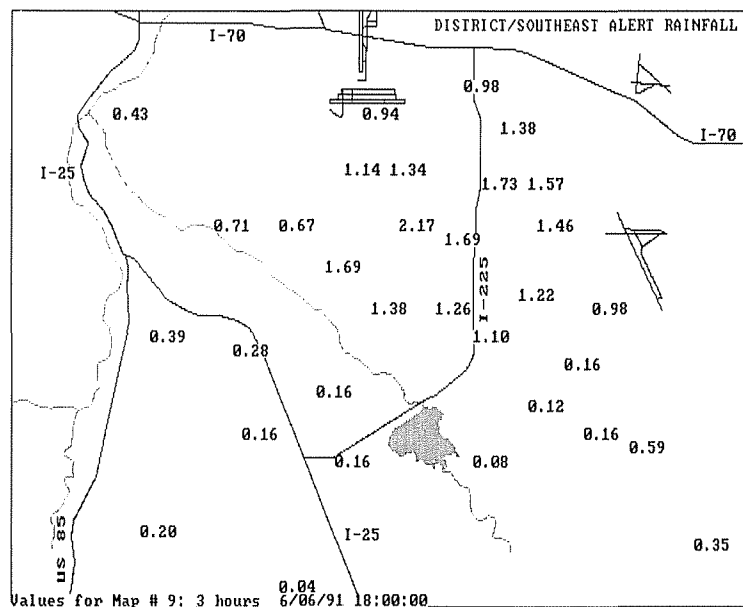 DISTRICT/SOUTHEAST ALERT RAINFALL
I-70
0.98
0.43
0.94
1.38
I-70
I-25
1.14 1.34
1.73 1.57
0.71 0.67 2.17 1.46
1.69
1.69
I-225
1.22
1.38 1.26 0.98
0.39 1.10
0.28
0.16
0.16
0.12
0.16 0.16
0.59
0.16 0.08
US 85
0.20 I-25
0.35
0.04
Values for Map # 9: 3 hours 6/06/91 18:00:00